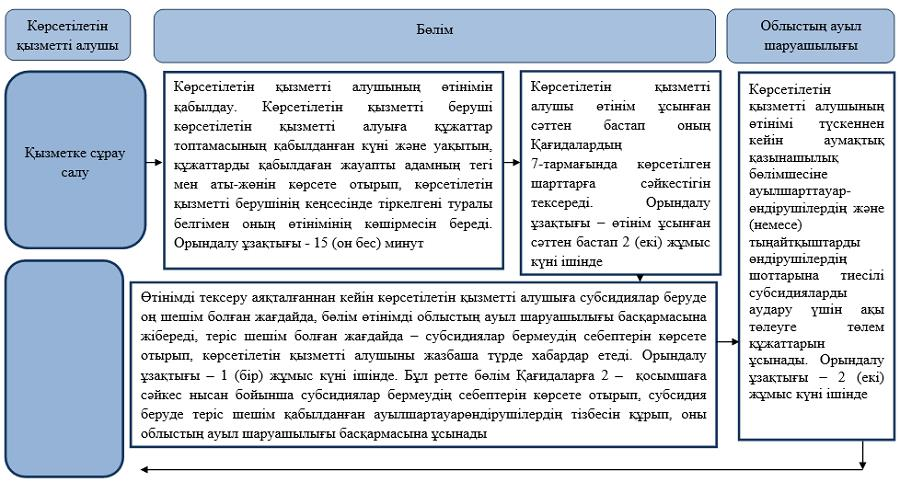 Көрсетілетін
қызметті алушы
Бөлім
Облыстың ауыл
шаруашылығы
Қызметке сұрау
салу
Көрсетілетін қызметті алушының өтінімін
қабылдау. Көрсетілетін қызметті беруші
көрсетілетін қызметті алуыға құжаттар
топтамасының қабылданған күні және уақытын,
құжаттарды қабылдаған жауапты адамның тегі
мен аты-жөнін көрсете отырып, көрсетілетін
қызметті берушінің кеңсесінде тіркелгені туралы
белгімен оның өтінімінің көшірмесін береді.
Орындалу ұзақтығы - 15 (он бес) минут
Көрсетілетін қызметті
алушы өтінім ұсынған
сәттен бастап оның
Қағидалардың
7-тармағында көрсетілген
шарттарға сәйкестігін
тексереді. Орындалу
ұзақтығы – өтінім ұсынған
сәттен бастап 2 (екі) жұмыс
күні ішінде
Көрсетілетін
қызметті алушының
өтінімі түскеннен
кейін аумақтық
қазынашылық
бөлімшесіне
ауылшарттауар-
өндірушілердің және
(немесе)
тыңайтқыштарды
өндірушілердің
шоттарына тиесілі
субсидияларды
аудару үшін ақы
төлеуге төлем
құжаттарын
ұсынады. Орындалу
ұзақтығы – 2 (екі)
жұмыс күні ішінде
Өтінімді тексеру аяқталғаннан кейін көрсетілетін қызметті алушыға субсидиялар беруде
оң шешім болған жағдайда, бөлім өтінімді облыстың ауыл шаруашылығы басқармасына
жібереді, теріс шешім болған жағдайда – субсидиялар бермеудің себептерін көрсете
отырып, көрсетілетін қызметті алушыны жазбаша түрде хабардар етеді. Орындалу
ұзақтығы – 1 (бір) жұмыс күні ішінде. Бұл ретте бөлім Қағидаларға 2 – қосымшаға
сәйкес нысан бойынша субсидиялар бермеудің себептерін көрсете отырып, субсидия
беруде теріс шешім қабылданған ауылшартауарөндірушілердің тізбесін құрып, оны
облыстың ауыл шаруашылығы басқармасына ұсынады